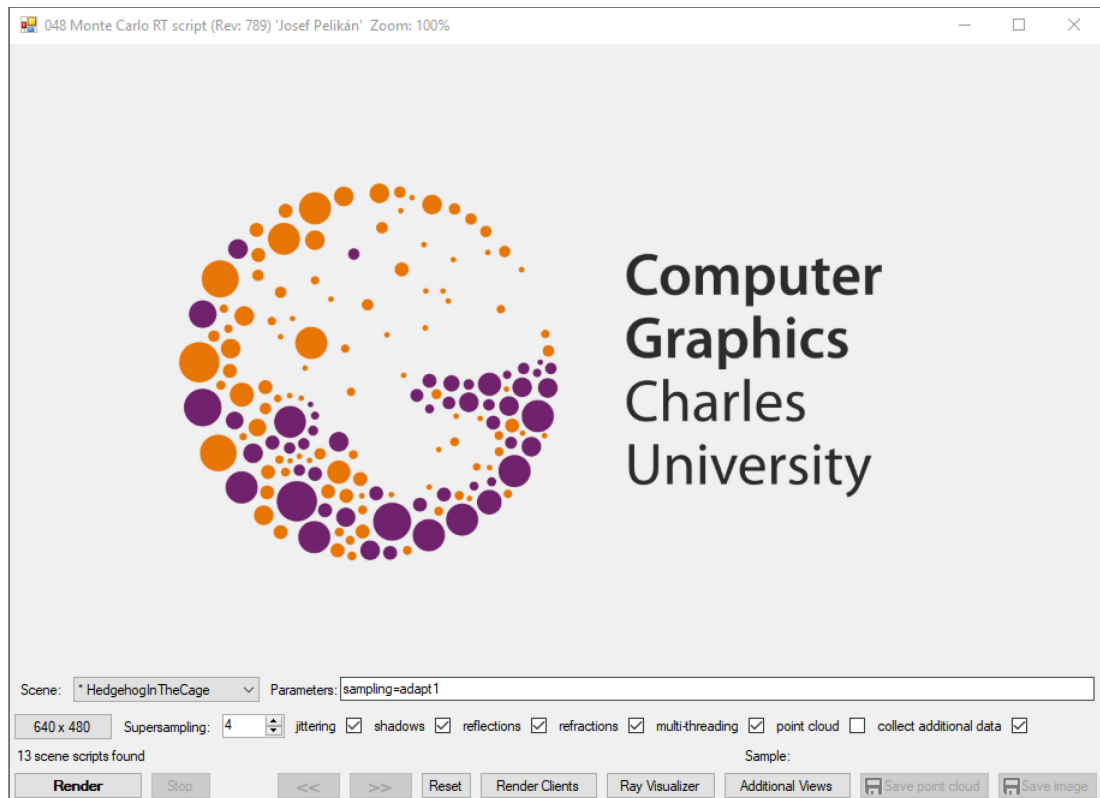 048 Monte Carlo RT script (Rev: 789) 'Josef Pelikán' Zoom: 100%
Computer
Graphics
Charles
University
Scene: * HedgehogInTheCage Parameters: sampling=adapt1
640 x 480 Supersampling: 4 jittering shadows reflections refractions multi-threading point cloud collect additional data
13 scene scripts found Sample:
Render Stop << >> Reset Render Clients Ray Visualizer Additional Views Save point cloud Save image